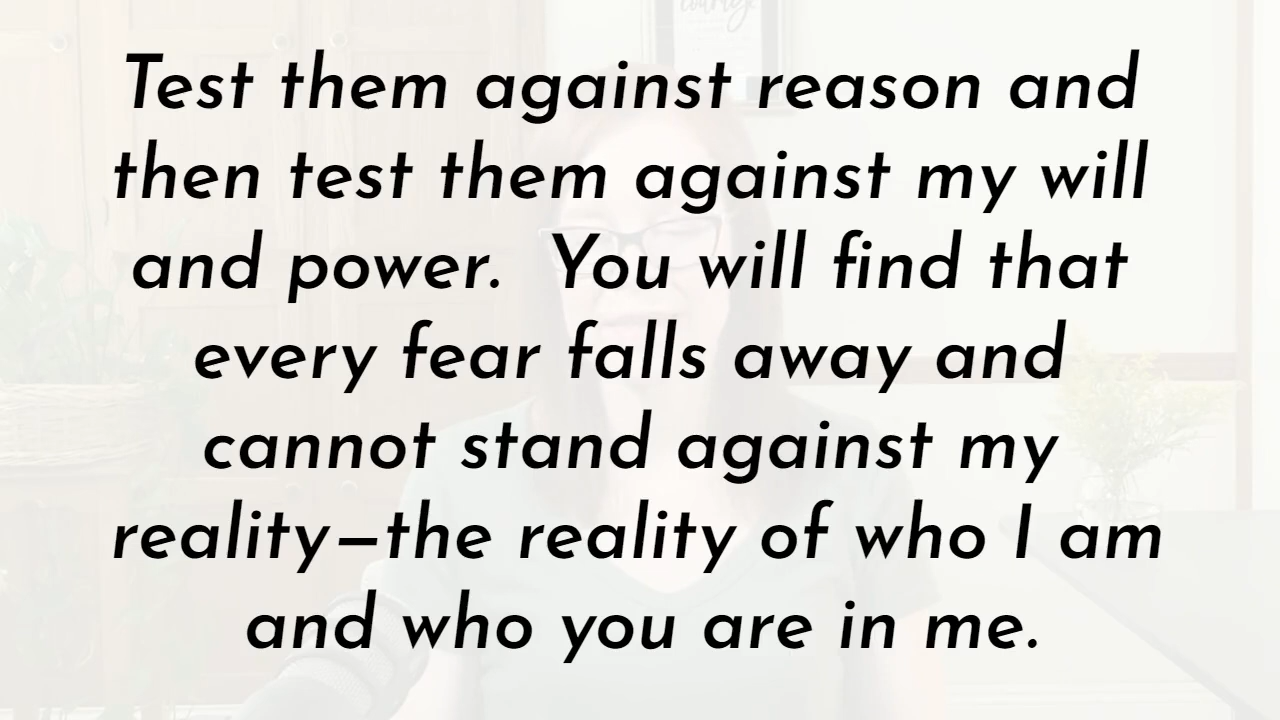 courage
Test them against reason and
then test them against my will
and power. You will find that
every fear falls away and
cannot stand against my
reality—the reality of who I am
and who you are in me.